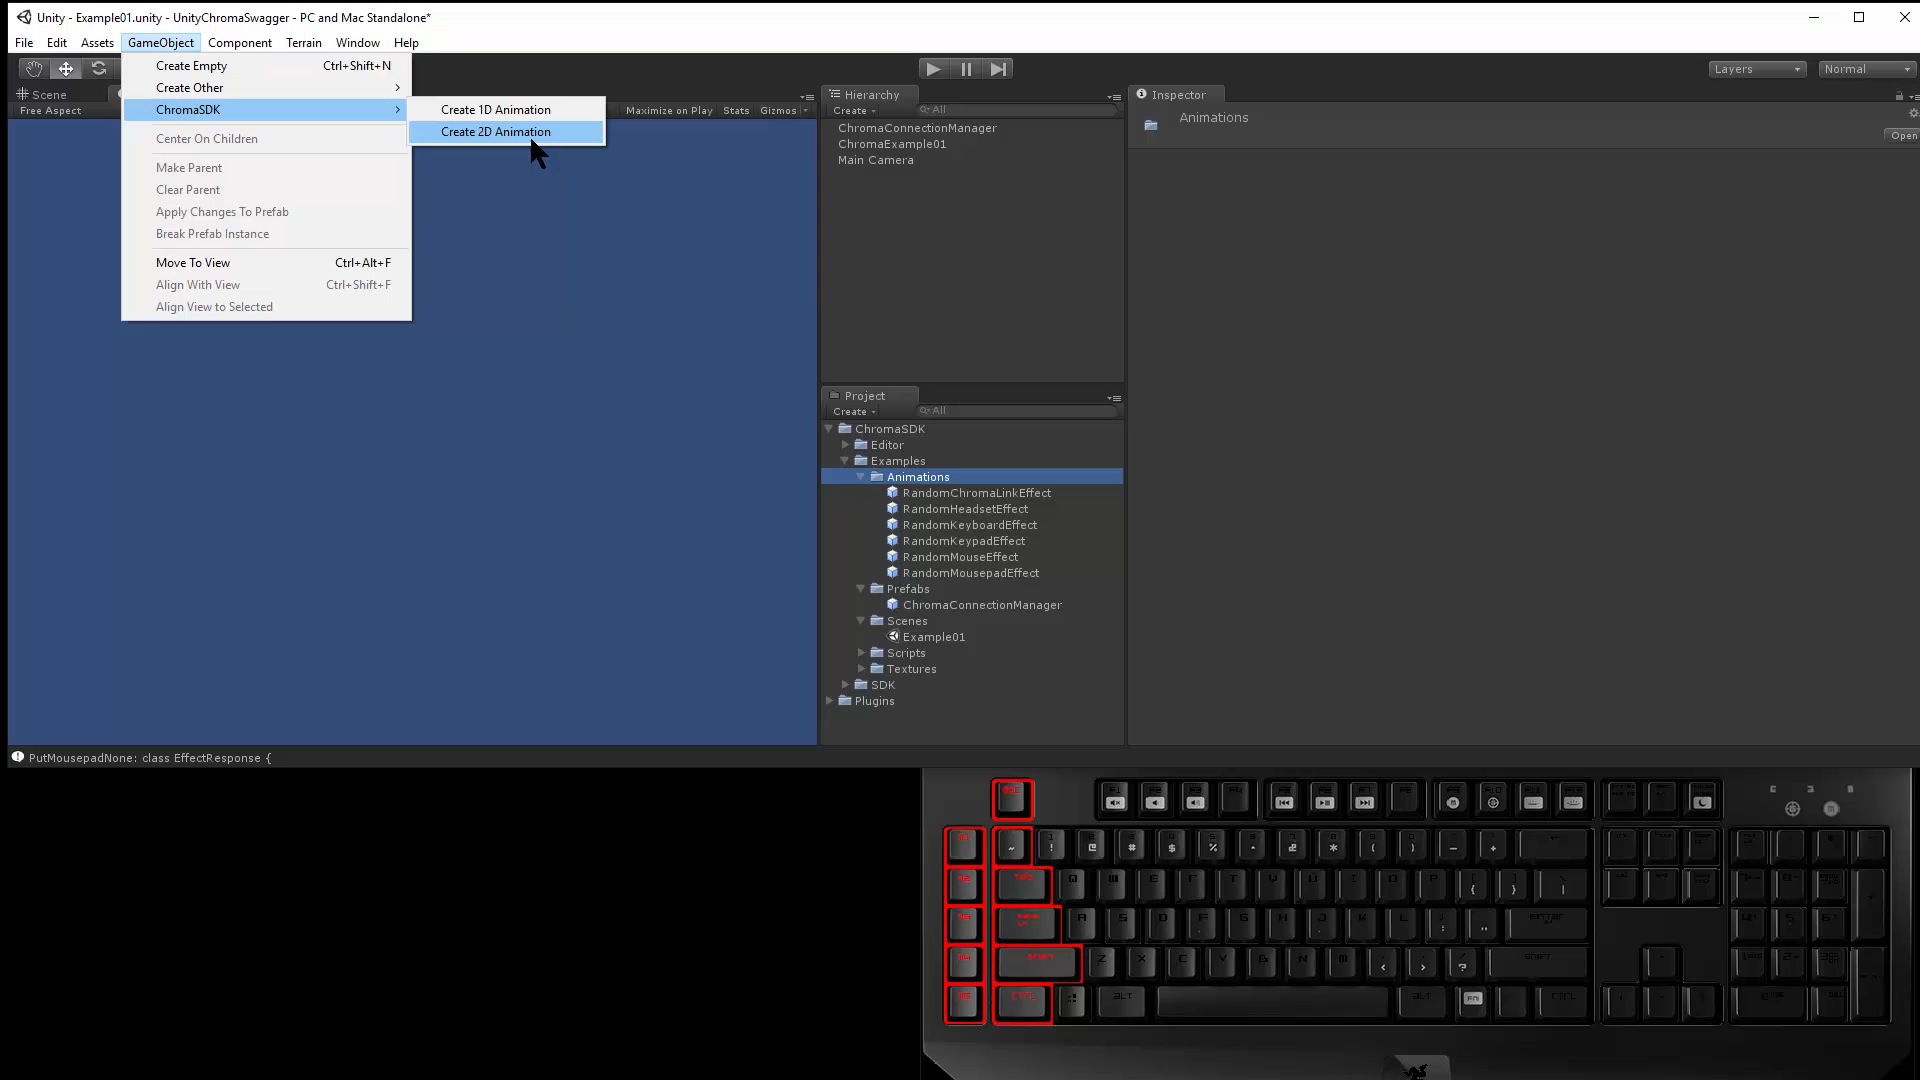 Unity - Example01.unity - UnityChromaSwagger - PC and Mac Standalone*
File Edit Assets GameObject Component Terrain Window Help
Layers
Normal
Scene
Free Aspect
Maximize on Play Stats Gizmos
Create Empty Ctrl+Shift+N
Create Other
ChromaSDK
Center On Children
Make Parent
Clear Parent
Apply Changes To Prefab
Break Prefab Instance
Move To View Ctrl+Alt+F
Align With View Ctrl+Shift+F
Align View to Selected
Create 1D Animation
Create 2D Animation
Hierarchy
Create All
ChromaConnectionManager
ChromaExample01
Main Camera
Project
Create All
ChromaSDK
Editor
Examples
Animations
RandomChromaLinkEffect
RandomHeadsetEffect
RandomKeyboardEffect
RandomKeypadEffect
RandomMouseEffect
RandomMousepadEffect
Prefabs
ChromaConnectionManager
Scenes
Example01
Scripts
Textures
SDK
Plugins
Inspector
Animations
Open
PutMousepadNone: class EffectResponse {